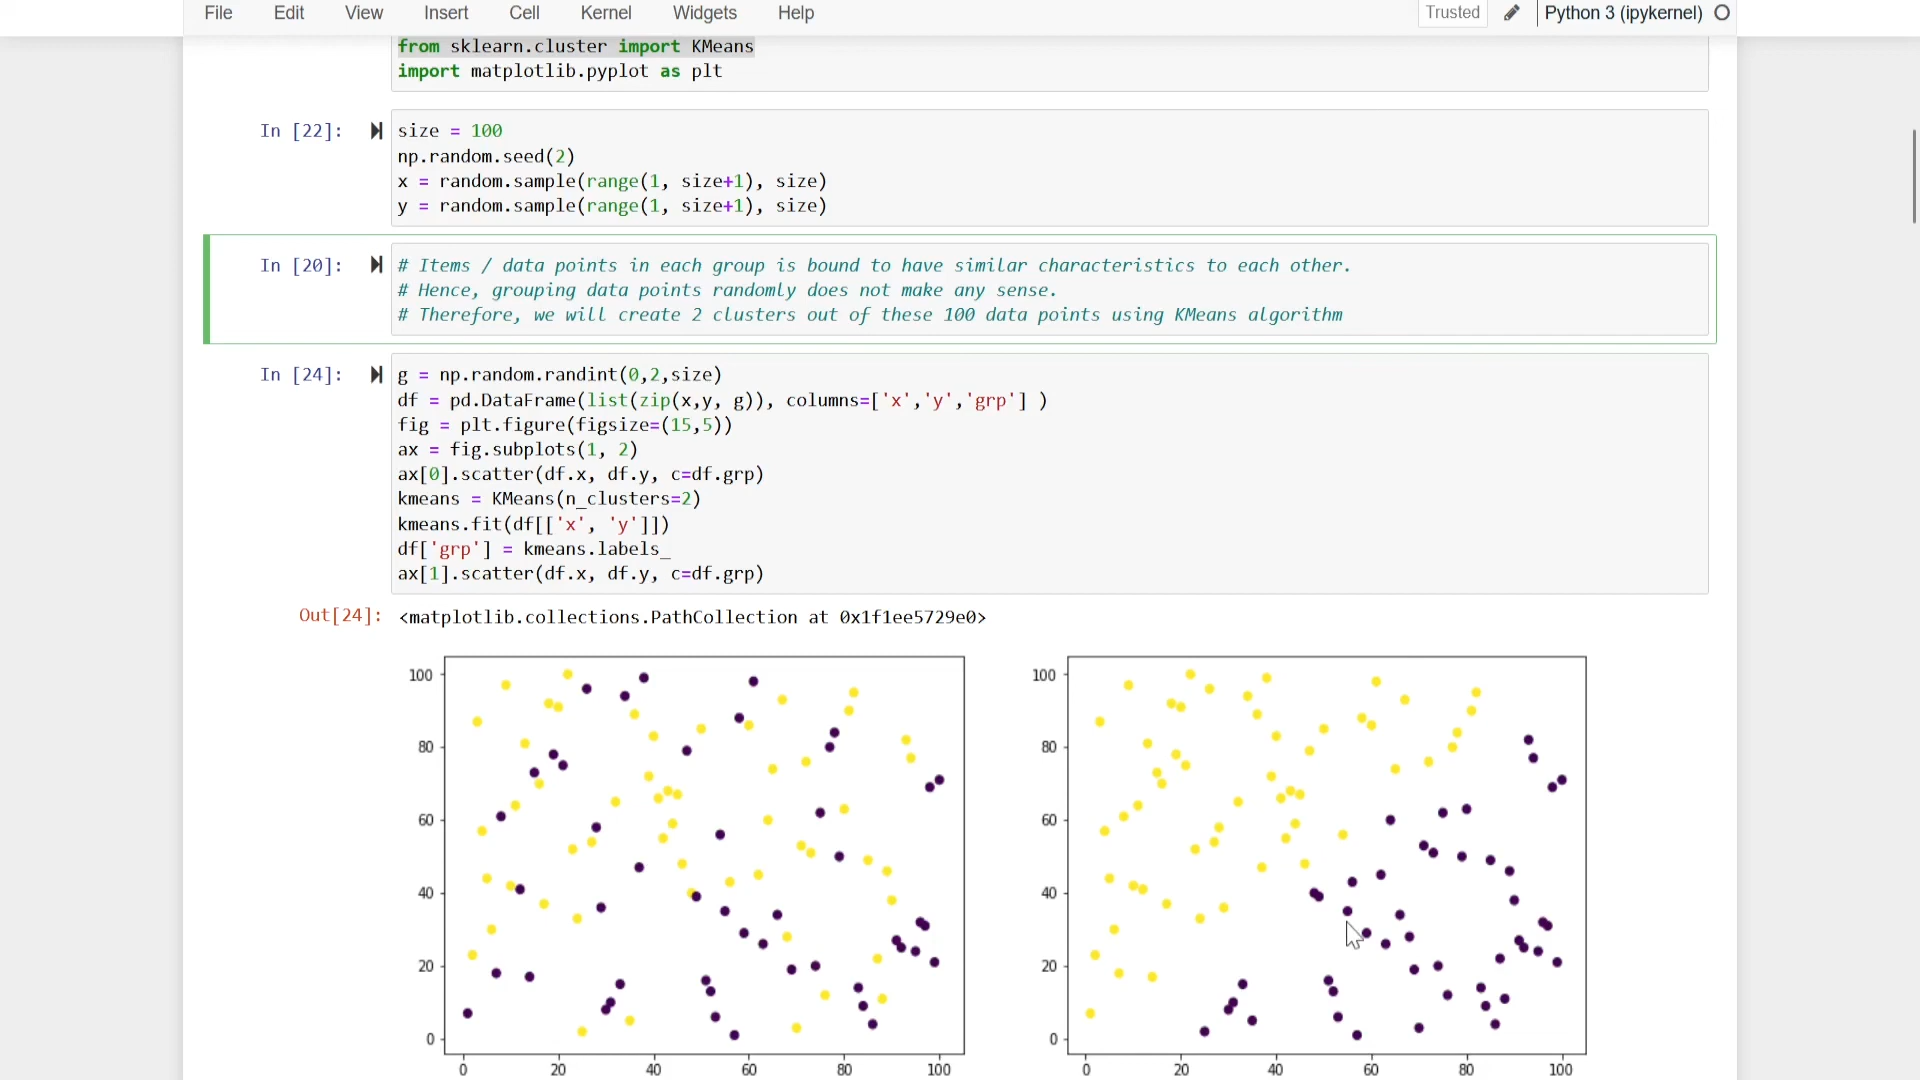 File Edit View Insert Cell Kernel Widgets Help Trusted Python 3 (ipykernel)
from sklearn.cluster import KMeans
import matplotlib.pyplot as plt
In [22]:
size = 100
np.random.seed(2)
x = random.sample(range(1, size+1), size)
y = random.sample(range(1, size+1), size)
In [20]:
# Items / data points in each group is bound to have similar characteristics to each other.
# Hence, grouping data points randomly does not make any sense.
# Therefore, we will create 2 clusters out of these 100 data points using KMeans algorithm
In [24]:
g = np.random.randint(0,2,size)
df = pd.DataFrame(list(zip(x,y, g)), columns=['x','y','grp'] )
fig = plt.figure(figsize=(15,5))
ax = fig.subplots(1, 2)
ax[0].scatter(df.x, df.y, c=df.grp)
kmeans = KMeans(n_clusters=2)
kmeans.fit(df[['x', 'y']])
df['grp'] = kmeans.labels_
ax[1].scatter(df.x, df.y, c=df.grp)
Out[24]: <matplotlib.collections.PathCollection at 0x1f1ee5729e0>
100
80
60
40
20
0
0 20 40 60 80 100
100
80
60
40
20
0
0 20 40 60 80 100